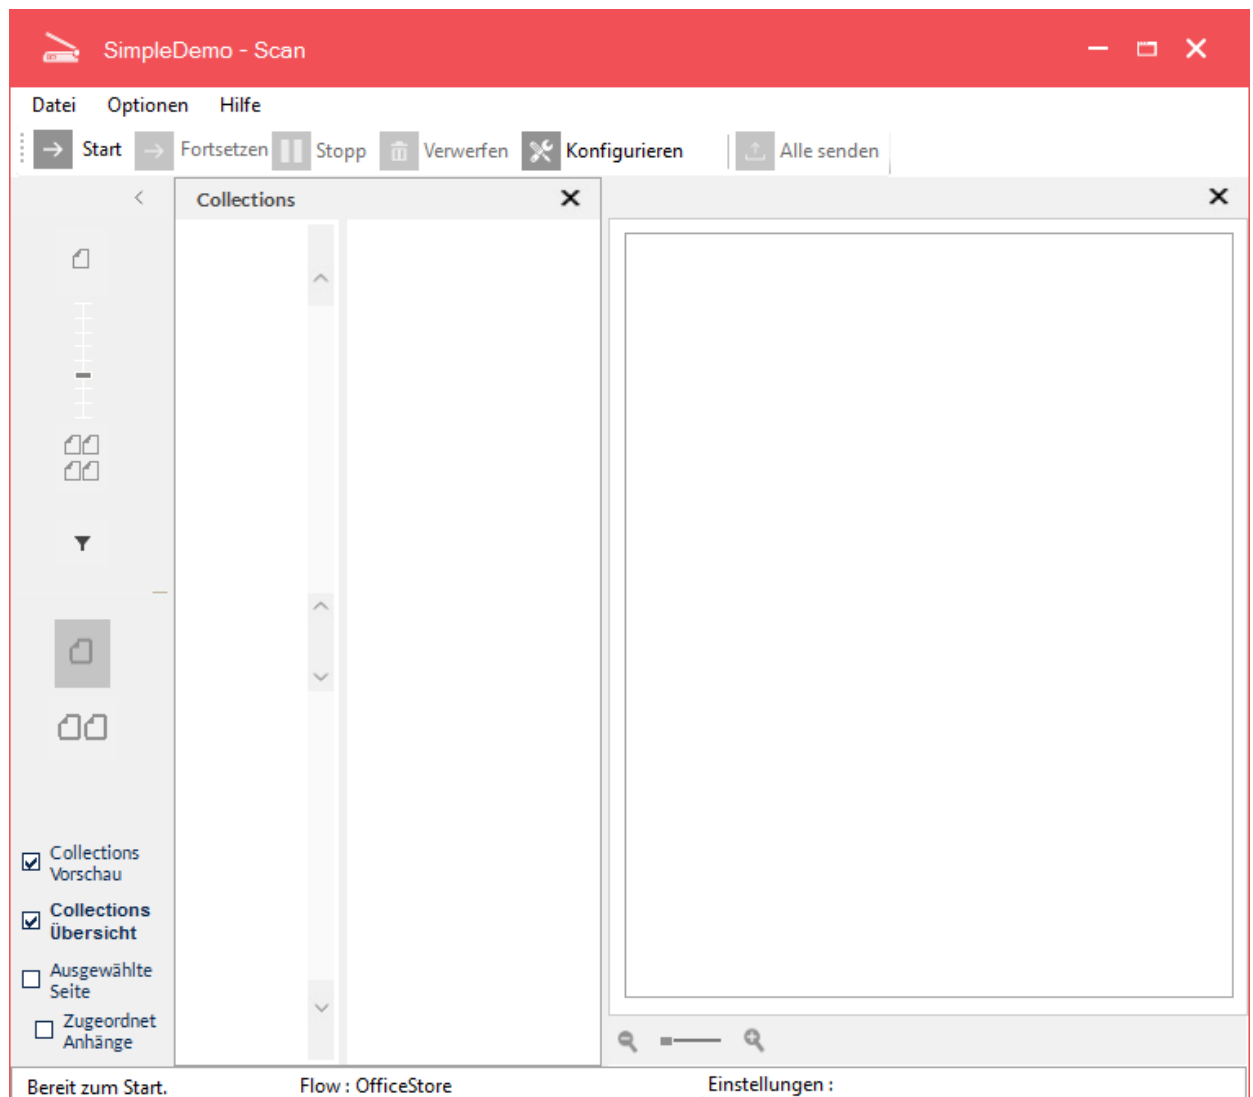 SimpleDemo - Scan
Datei Optionen Hilfe
Start Fortsetzen Stopp Verwerfen Konfigurieren Alle senden
Collections
Collections
Vorschau
Collections
Übersicht
Ausgewählte
Seite
Zugeordnet
Anhänge
Bereit zum Start. Flow : OfficeStore Einstellungen :